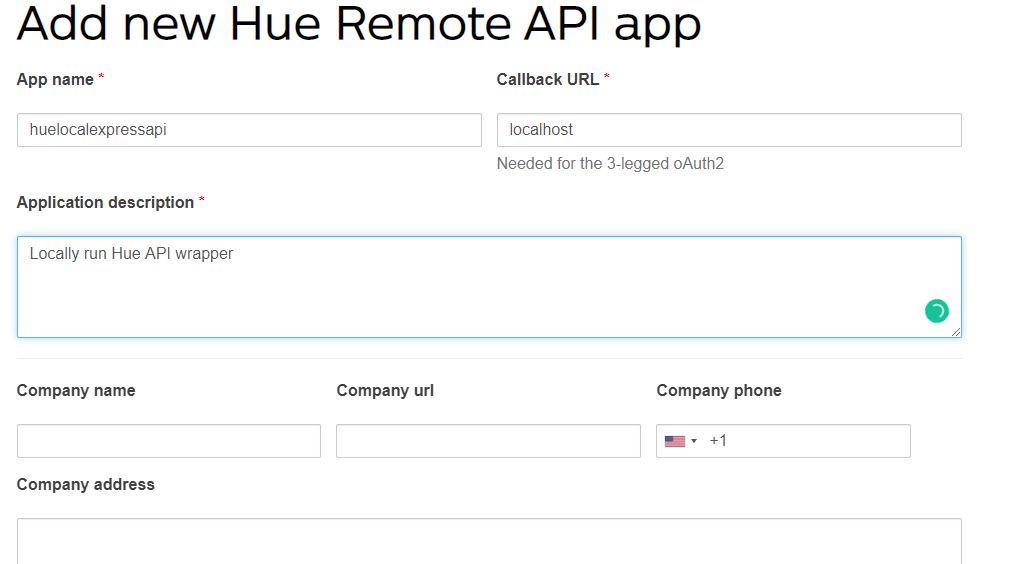 Add new Hue Remote API app
App name *
Callback URL *
huelocalexpressapi
localhost
Needed for the 3-legged oAuth2
Application description *
Locally run Hue API wrapper
Company name
Company url
Company phone
+1
Company address